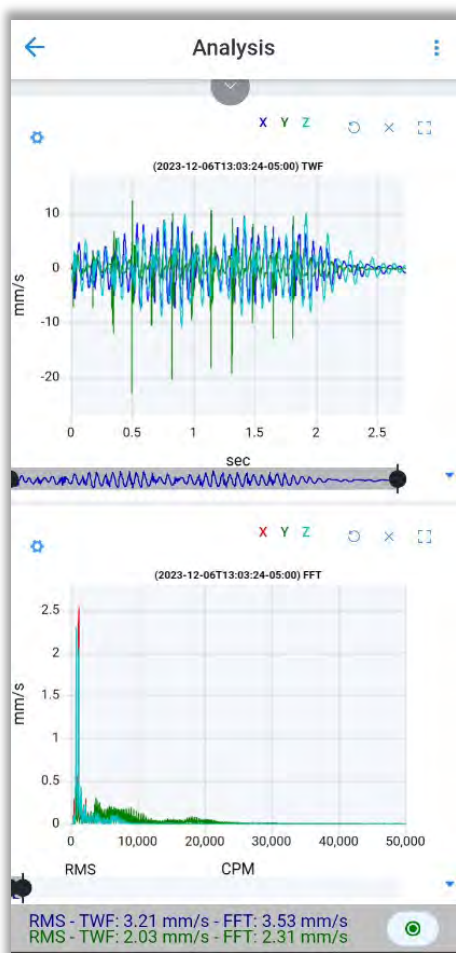 Analysis
X Y Z
(2023-12-06T13:03:24-05:00) TWF
10
0
-10
-20
mm/s
0 0.5 1 1.5 2 2.5
sec
X Y Z
(2023-12-06T13:03:24-05:00) FFT
2.5
2
1.5
1
0.5
0
mm/s
0 10,000 20,000 30,000 40,000 50,000
RMS CPM
RMS - TWF: 3.21 mm/s - FFT: 3.53 mm/s
RMS - TWF: 2.03 mm/s - FFT: 2.31 mm/s